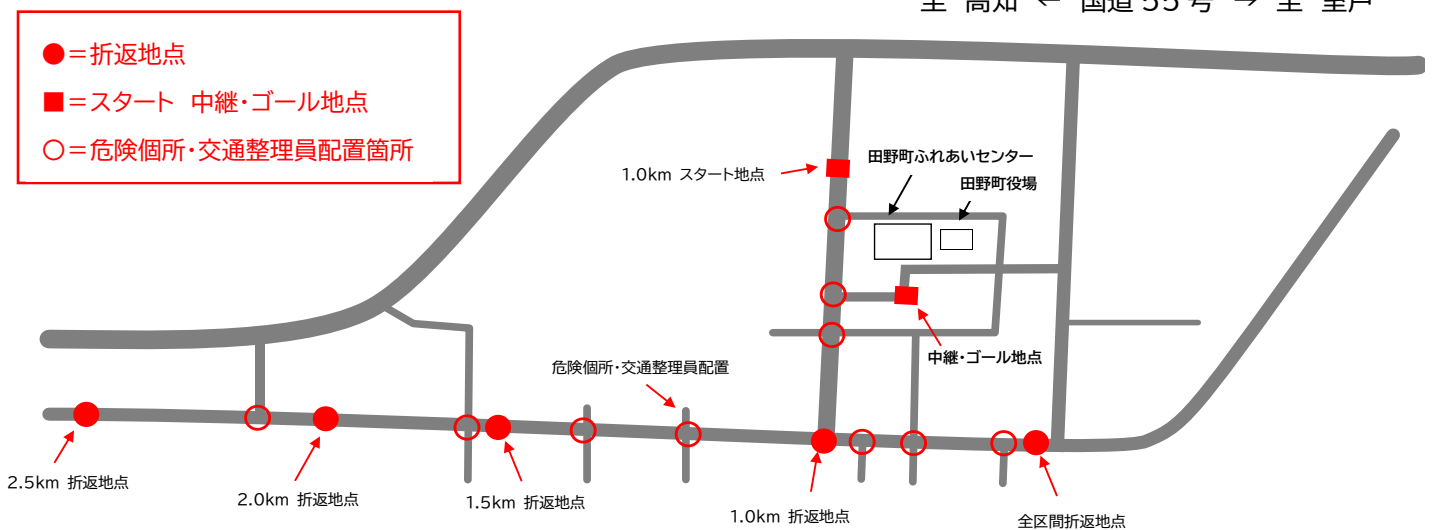 至 高知 ← 国道 55 号 → 至 室戸
●=折返地点
■=スタート 中継・ゴール地点
○=危険個所・交通整理員配置箇所
1.0km スタート地点
田野町ふれあいセンター
田野町役場
中継・ゴール地点
危険個所・交通整理員配置
2.5km 折返地点
2.0km 折返地点
1.5km 折返地点
1.0km 折返地点
全区間折返地点